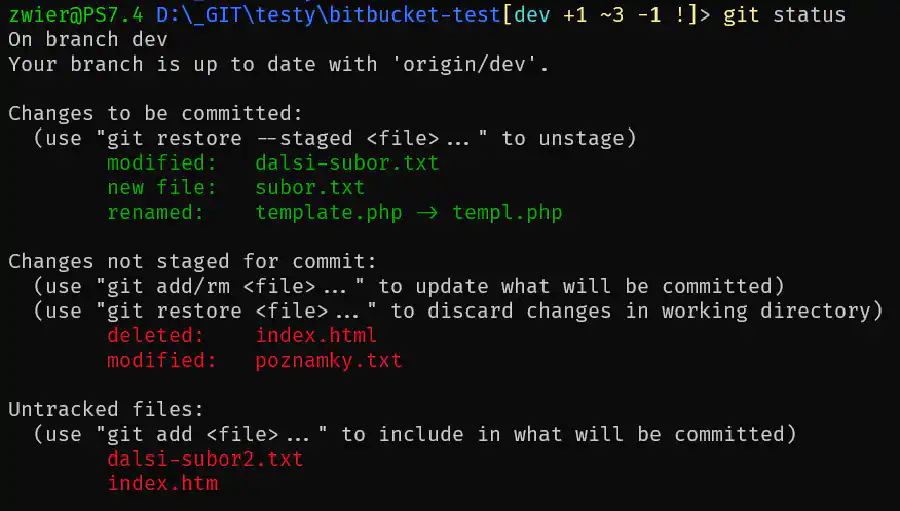 zwier@PS7.4 D:\_GIT\testy\bitbucket-test[dev +1 ~3 -1 !]> git status
On branch dev
Your branch is up to date with 'origin/dev'.

Changes to be committed:
  (use "git restore --staged <file>..." to unstage)
        modified:   dalsi-subor.txt
        new file:   subor.txt
        renamed:    template.php -> templ.php

Changes not staged for commit:
  (use "git add/rm <file>..." to update what will be committed)
  (use "git restore <file>..." to discard changes in working directory)
        deleted:    index.html
        modified:   poznamky.txt

Untracked files:
  (use "git add <file>..." to include in what will be committed)
        dalsi-subor2.txt
        index.htm